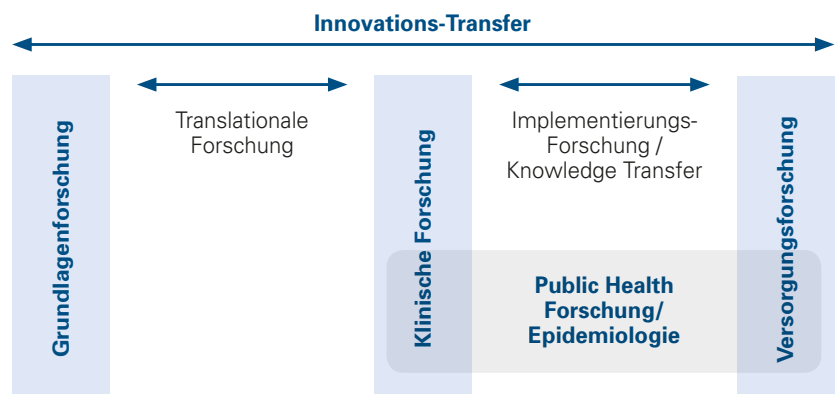 Innovations-Transfer
Grundlagenforschung
Translationale
Forschung
Klinische Forschung
Implementierungs-
Forschung /
Knowledge Transfer
Public Health
Forschung/
Epidemiologie
Versorgungsforschung